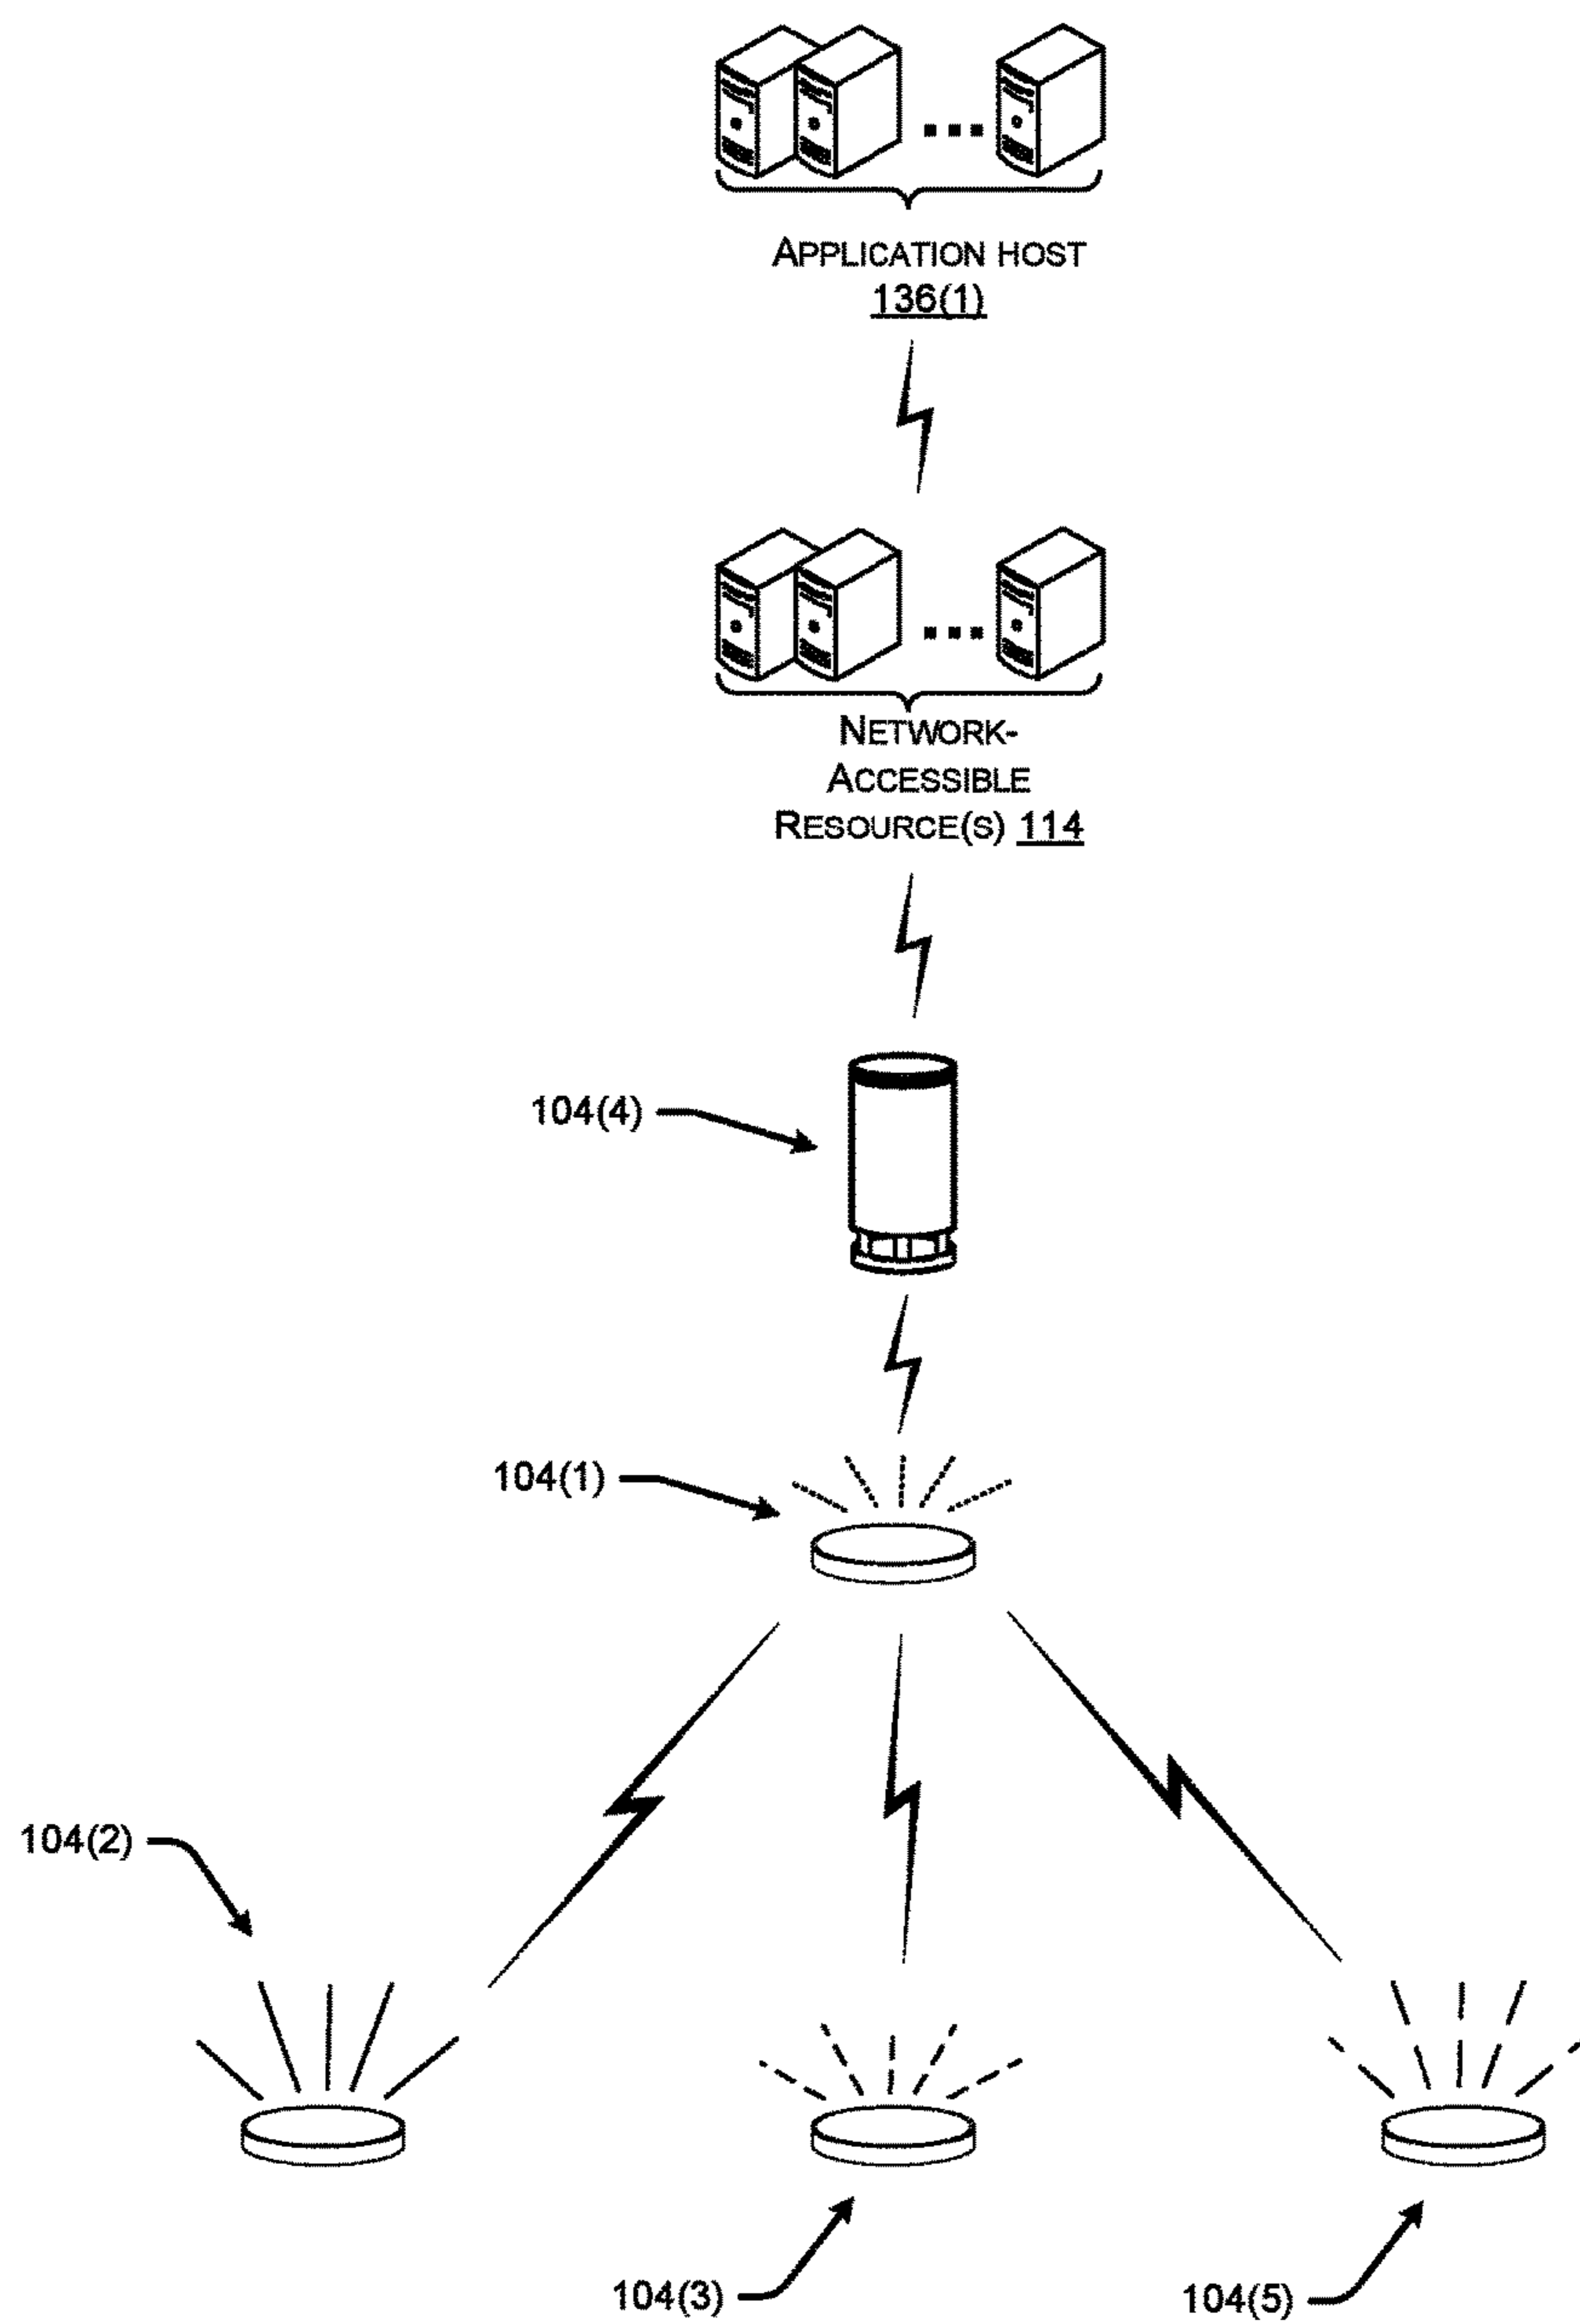 APPLICATION HOST
136(1)
NETWORK-
ACCESSIBLE
RESOURCE(S) 114
104(4)
104(1)
104(2)
104(3)
104(5)